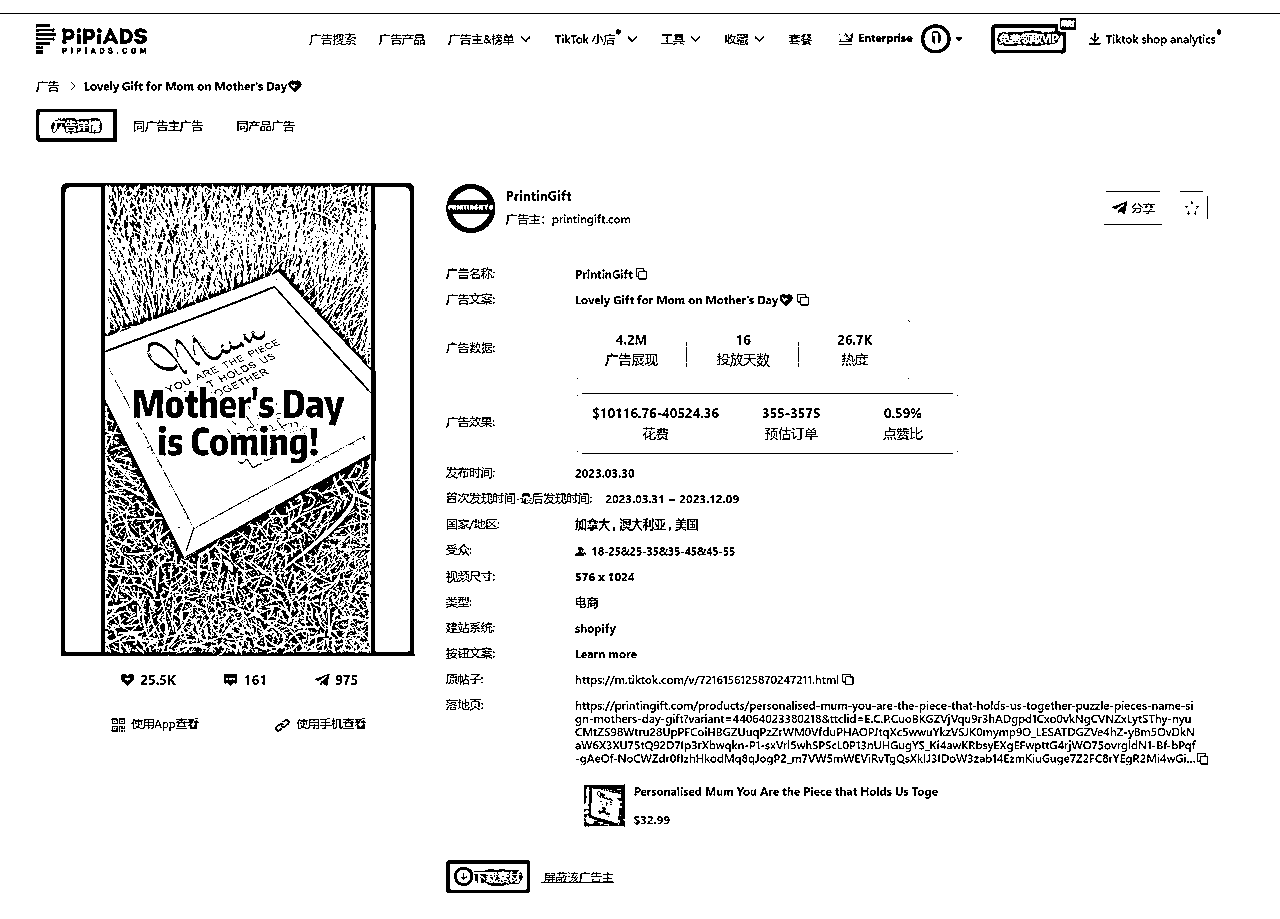 PiPiADS
PIPIADS.COM
广告搜索 广告产品 广告主&榜单 TikTok 小店 工具 收藏 套餐 Enterprise 免费领取VIP Tiktok shop analytics
广告 > Lovely Gift for Mom on Mother's Day
广告详情 同广告主广告 同产品广告
Mum
YOU ARE THE PIECE
T HOLDS US
OGETHER
Mother's Day
is Coming!
25.5K 161 975
使用App查看 使用手机查看
PrintinGift
广告主: printingift.com
分享
广告名称: PrintinGift
广告文案: Lovely Gift for Mom on Mother's Day
广告数据:
4.2M 16 26.7K
广告展现 投放天数 热度
广告效果:
$10116.76-40524.36 355-3575 0.59%
花费 预估订单 点赞比
发布时间: 2023.03.30
首次发现时间-最后发现时间: 2023.03.31 ~ 2023.12.09
国家/地区: 加拿大 , 澳大利亚 , 美国
受众: 18-25&25-35&35-45&45-55
视频尺寸: 576 x 1024
类型: 电商
建站系统: shopify
按钮文案: Learn more
原帖子: https://m.tiktok.com/v/7216156125870247211.html
落地页: https://printingift.com/products/personalised-mum-you-are-the-piece-that-holds-us-together-puzzle-pieces-name-si
gn-mothers-day-gift?variant=44064023380218&ttclid=E.C.P.CuoBKGZVjVqu9r3hADgpd1Cxo0vkNgCVNZxLytSThy-nyu
Personalised Mum You Are the Piece that Holds Us Toge
$32.99
下载素材 屏蔽该广告主